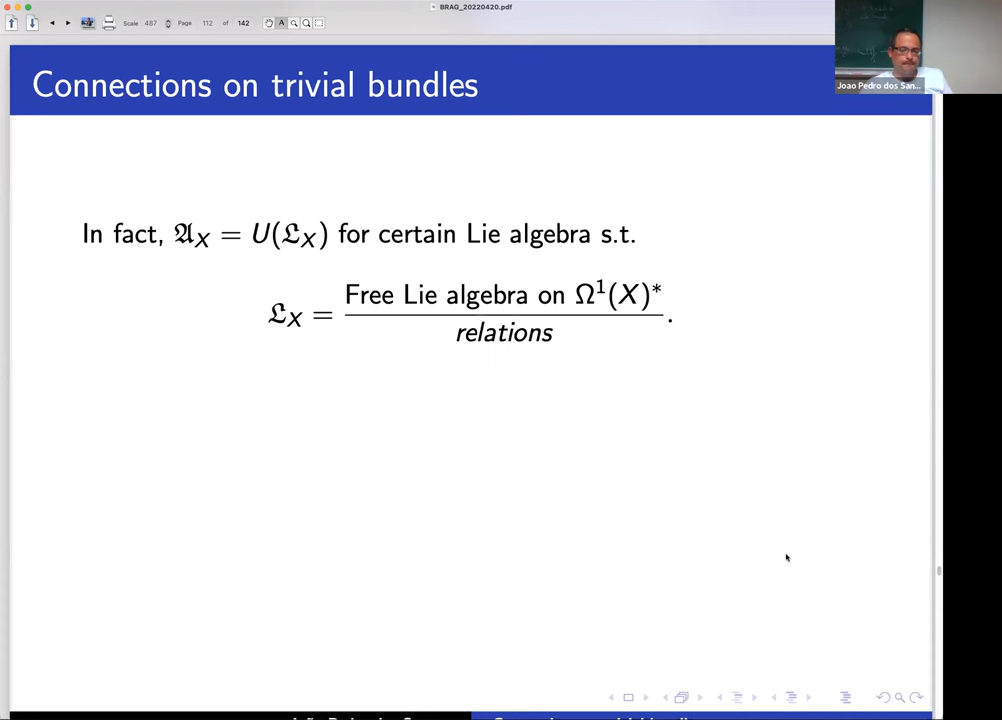 BRAG_20220420.pdf
Scale 487 Page 112 of 142
Joao Pedro dos San...
Connections on trivial bundles
In fact, 𝔄_X = U(𝔏_X) for certain Lie algebra s.t.
𝔏_X = Free Lie algebra on Ω¹(X)* / relations .